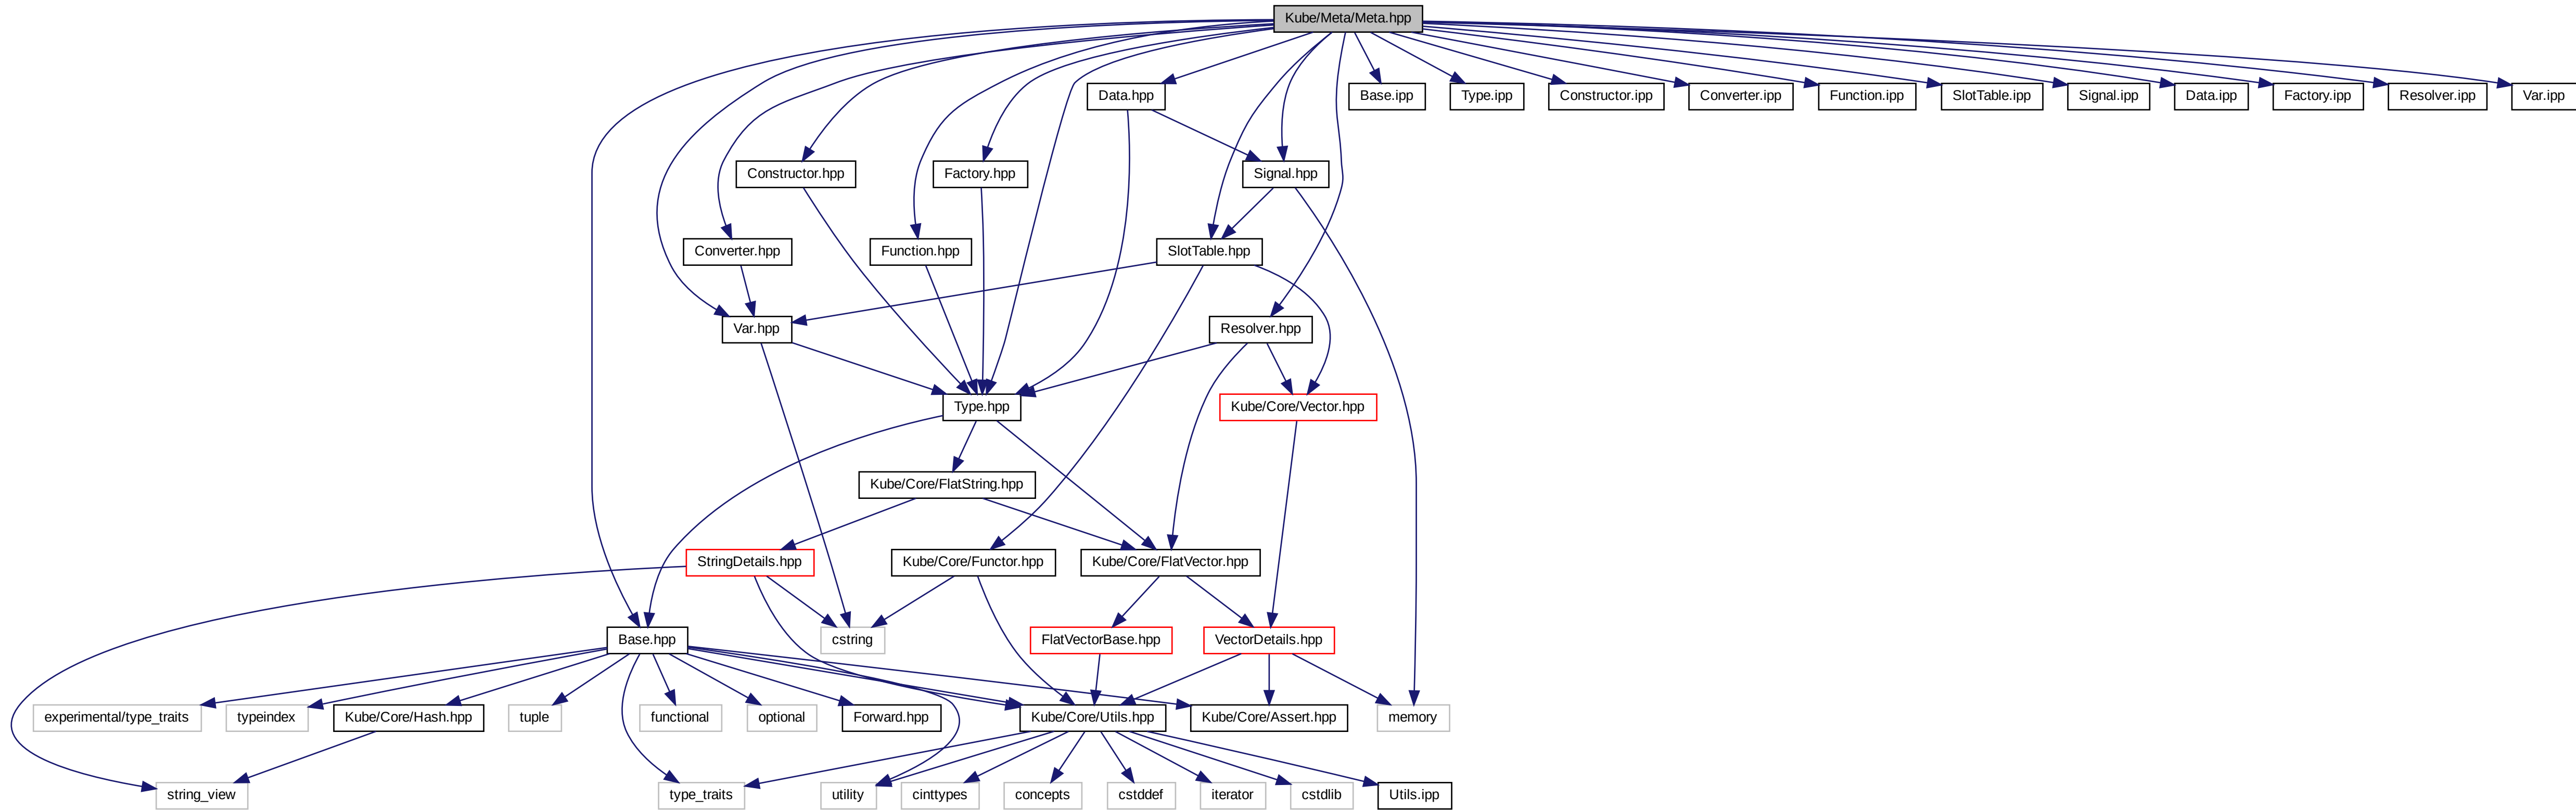 Kube/Meta/Meta.hpp
Data.hpp
Base.ipp
Type.ipp
Constructor.ipp
Converter.ipp
Function.ipp
SlotTable.ipp
Signal.ipp
Data.ipp
Factory.ipp
Resolver.ipp
Var.ipp
Constructor.hpp
Factory.hpp
Signal.hpp
Converter.hpp
Function.hpp
SlotTable.hpp
Var.hpp
Resolver.hpp
Type.hpp
Kube/Core/Vector.hpp
Kube/Core/FlatString.hpp
StringDetails.hpp
Kube/Core/Functor.hpp
Kube/Core/FlatVector.hpp
Base.hpp
cstring
FlatVectorBase.hpp
VectorDetails.hpp
experimental/type_traits
typeindex
Kube/Core/Hash.hpp
tuple
functional
optional
Forward.hpp
Kube/Core/Utils.hpp
Kube/Core/Assert.hpp
memory
string_view
type_traits
utility
cinttypes
concepts
cstddef
iterator
cstdlib
Utils.ipp